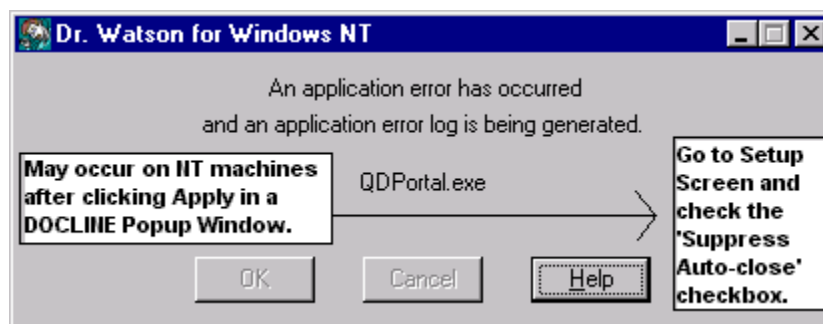 Dr. Watson for Windows NT
An application error has occurred
and an application error log is being generated.
May occur on NT machines
after clicking Apply in a
DOCLINE Popup Window.
QDPortal.exe
Go to Setup
Screen and
check the
'Suppress
Auto-close'
checkbox.
OK
Cancel
Help